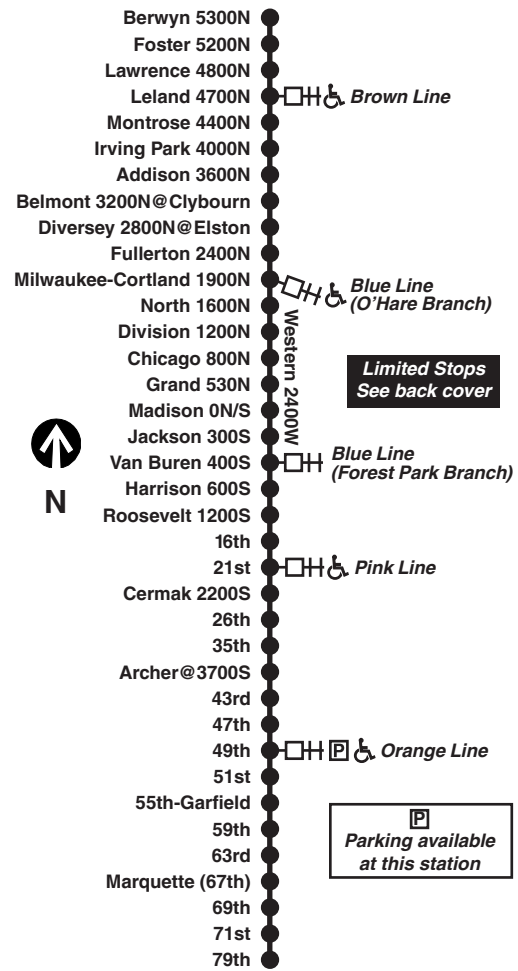 Berwyn 5300N
Foster 5200N
Lawrence 4800N
Leland 4700N
Brown Line
Montrose 4400N
Irving Park 4000N
Addison 3600N
Belmont 3200N@Clybourn
Diversey 2800N@Elston
Fullerton 2400N
Milwaukee-Cortland 1900N
Blue Line
(O'Hare Branch)
North 1600N
Division 1200N
Chicago 800N
Grand 530N
Madison 0N/S
Jackson 300S
Western 2400W
Limited Stops
See back cover
Van Buren 400S
Blue Line
(Forest Park Branch)
N
Harrison 600S
Roosevelt 1200S
16th
21st
Pink Line
Cermak 2200S
26th
35th
Archer@3700S
43rd
47th
49th
P
Orange Line
51st
55th-Garfield
59th
63rd
Marquette (67th)
69th
71st
79th
P
Parking available
at this station